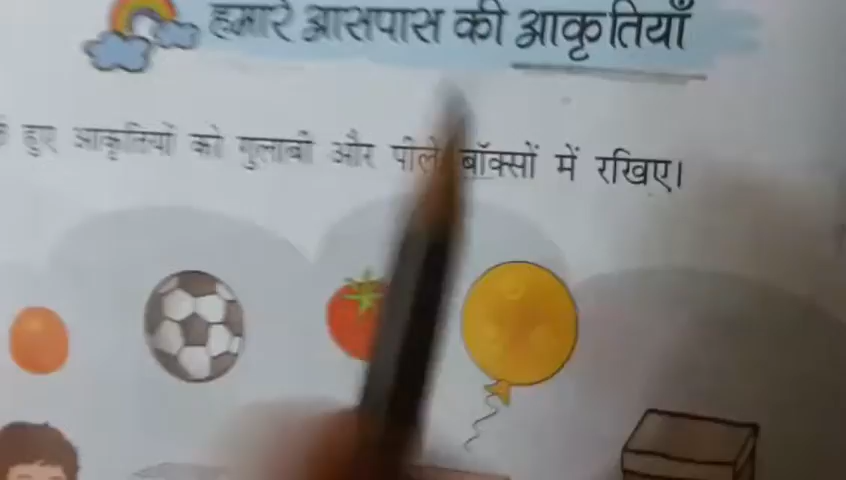 हमारे आसपास की आकृतियाँ
हुए आकृतियों को गुलाबी और पीले बॉक्सों में रखिए।